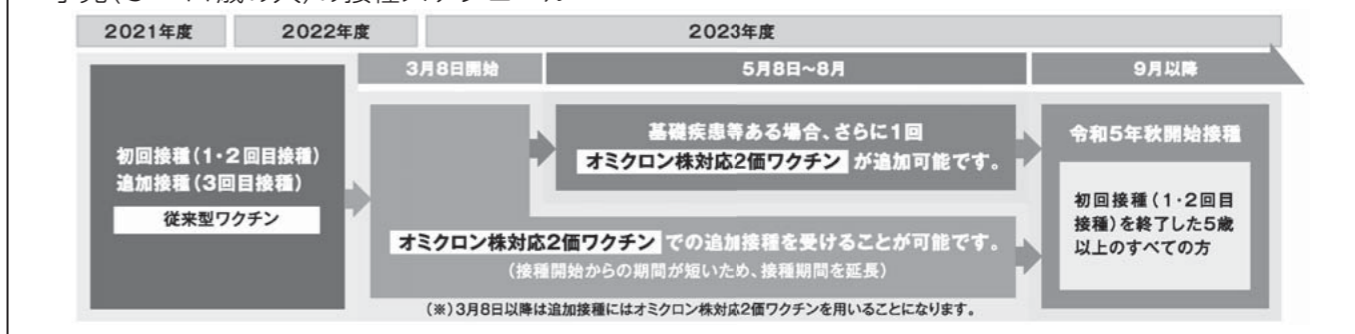 2021年度
2022年度
2023年度
3月8日開始
5月8日~8月
9月以降
初回接種(1・2回目接種)
追加接種(3回目接種)
従来型ワクチン
基礎疾患等ある場合、さらに1回
オミクロン株対応2価ワクチン が追加可能です。
オミクロン株対応2価ワクチン での追加接種を受けることが可能です。
(接種開始からの期間が短いため、接種期間を延長)
(※)3月8日以降は追加接種にはオミクロン株対応2価ワクチンを用いることになります。
令和5年秋開始接種
初回接種(1・2回目
接種)を終了した5歳
以上のすべての方